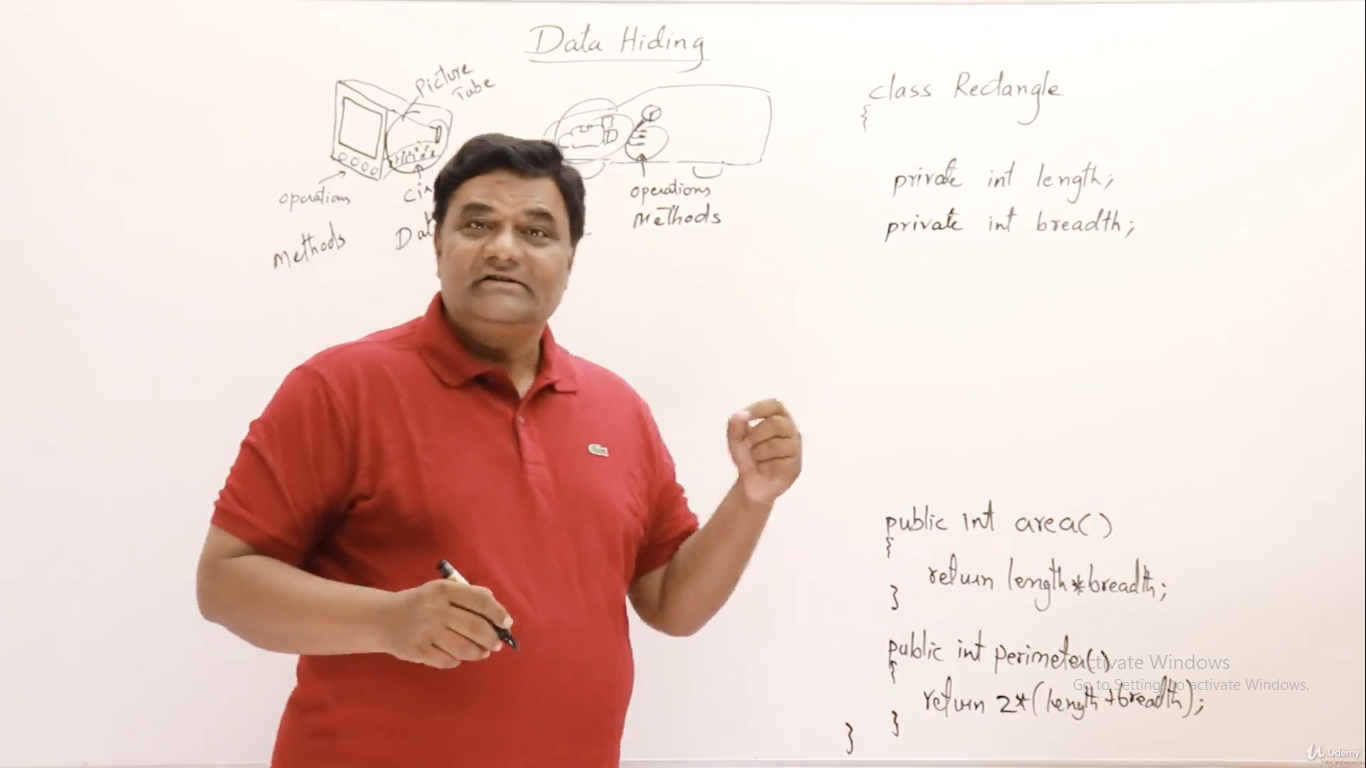 Data Hiding
Picture
Tube
operations
Methods
operations
Methods
class Rectangle
{
private int length;
private int breadth;
public int area()
{
return length*breadth;
}
public int perimeter()
{
return 2*(length+breadth);
}
}
Activate Windows
Go to Settings to activate Windows.
Udemy